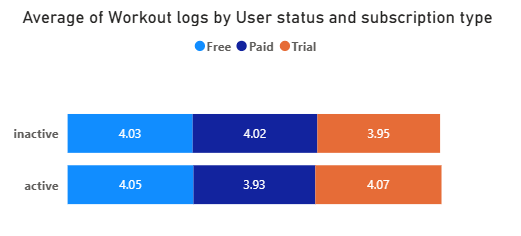 Average of Workout logs by User status and subscription type
Free Paid Trial
inactive 4.03 4.02 3.95
active 4.05 3.93 4.07